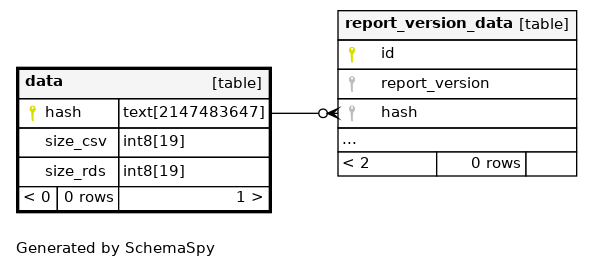 report_version_data [table]
id
report_version
hash
...
< 2 0 rows
data [table]
hash text[2147483647]
size_csv int8[19]
size_rds int8[19]
< 0 0 rows 1 >
Generated by SchemaSpy